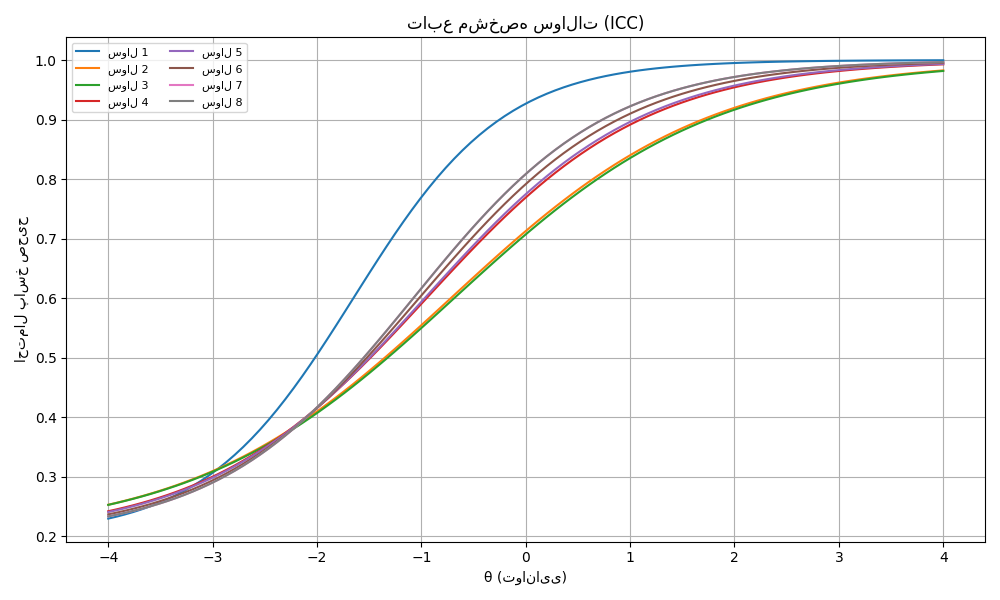 تابع مشخصه سوالات (ICC)
سوال 1
سوال 2
سوال 3
سوال 4
سوال 5
سوال 6
سوال 7
سوال 8
احتمال پاسخ صحیح
1.0
0.9
0.8
0.7
0.6
0.5
0.4
0.3
0.2
−4 −3 −2 −1 0 1 2 3 4
θ (توانایی)